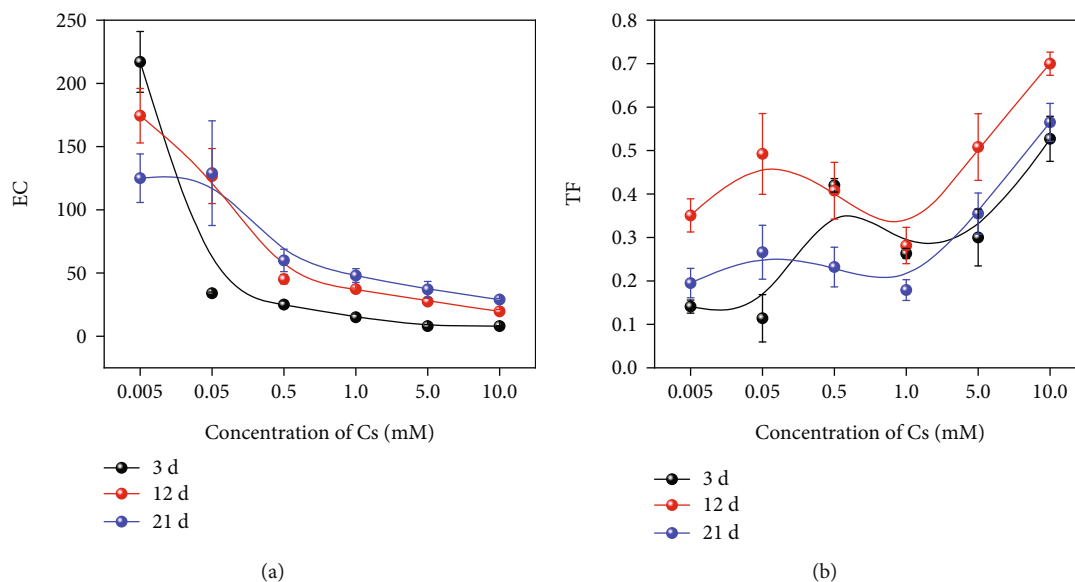 250
200
150
100
50
0
EC
0.005 0.05 0.5 1.0 5.0 10.0
Concentration of Cs (mM)
3 d
12 d
21 d
(a)
0.8
0.7
0.6
0.5
0.4
0.3
0.2
0.1
0.0
TF
0.005 0.05 0.5 1.0 5.0 10.0
Concentration of Cs (mM)
3 d
12 d
21 d
(b)